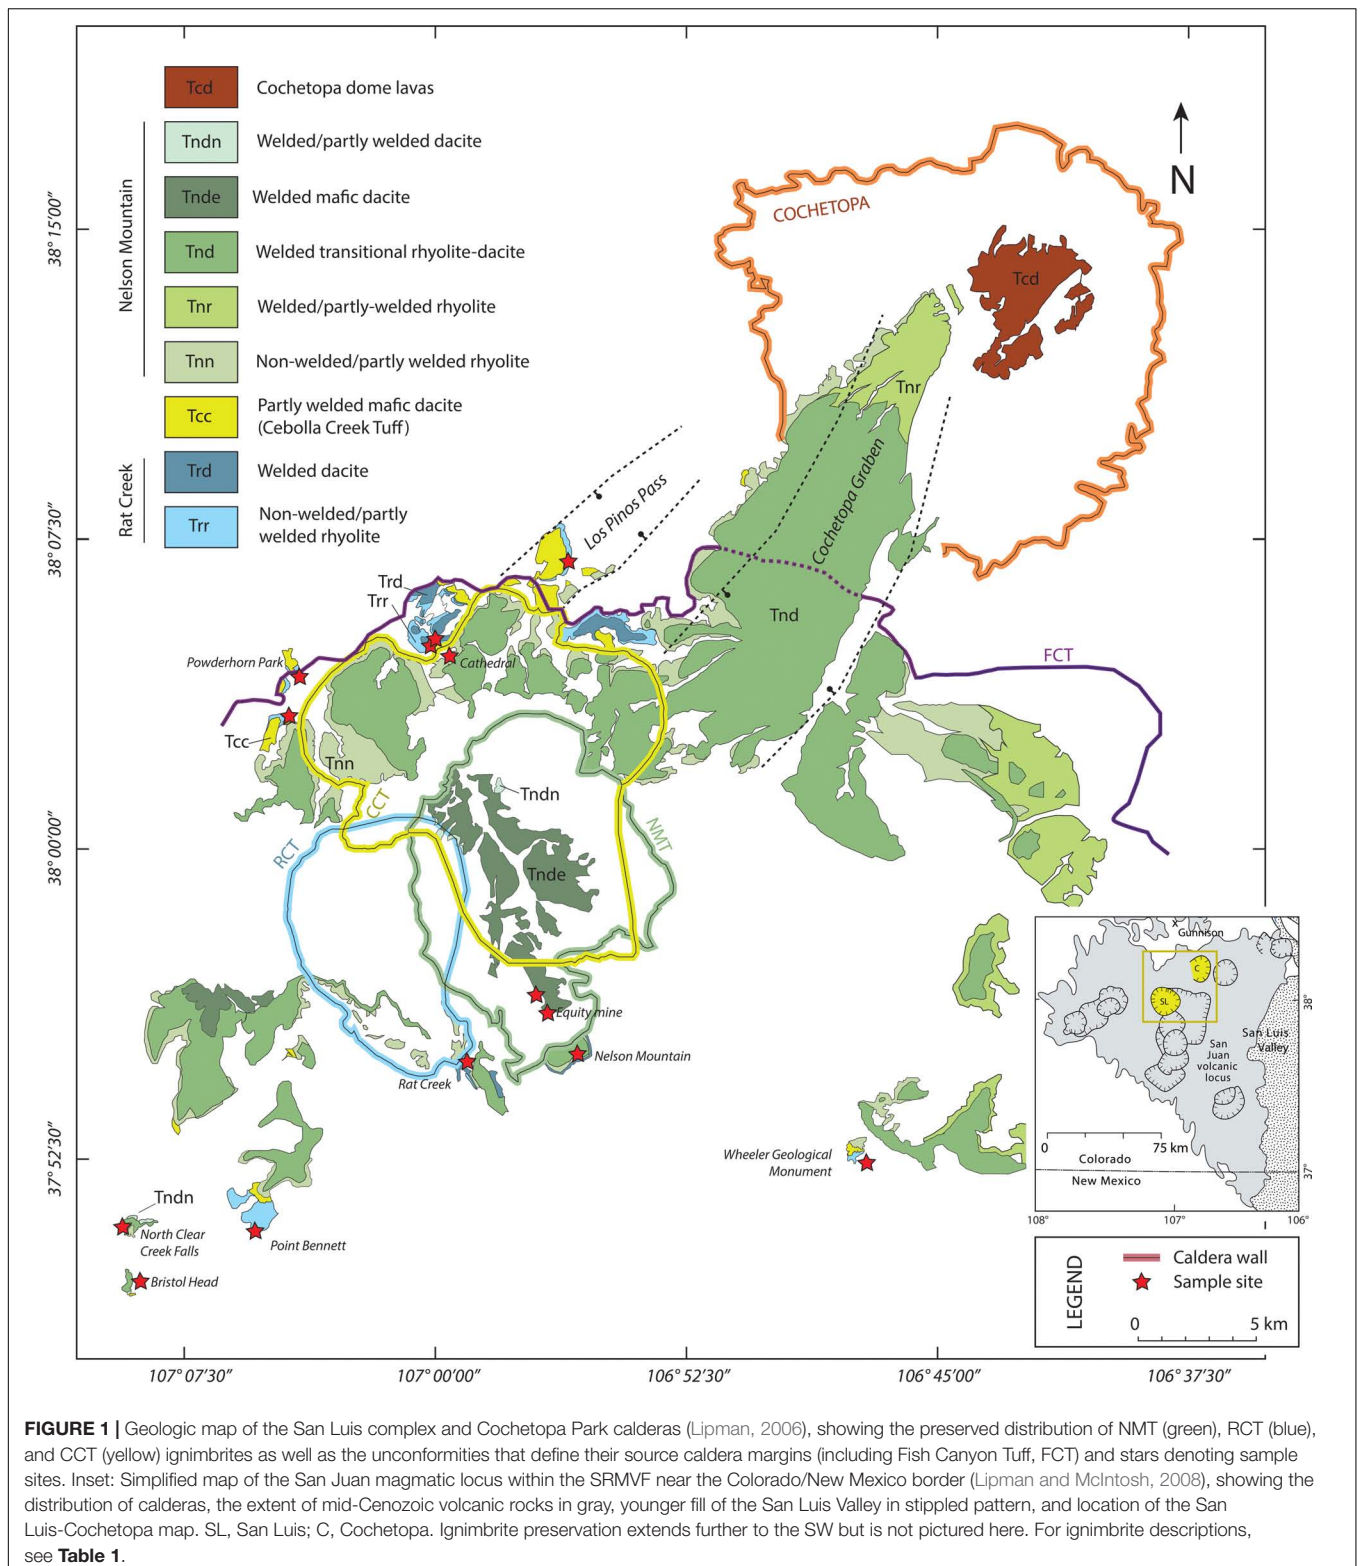 Tcd Cochetopa dome lavas
Nelson Mountain
Tndn Welded/partly welded dacite
Tnde Welded mafic dacite
Tnd Welded transitional rhyolite-dacite
Tnr Welded/partly-welded rhyolite
Tnn Non-welded/partly welded rhyolite
Tcc Partly welded mafic dacite
(Cebolla Creek Tuff)
Rat Creek
Trd Welded dacite
Trr Non-welded/partly
welded rhyolite
N
COCHETOPA
Tcd
Tnr
Cochetopa Graben
Los Pinos Pass
Trd
Trr
Tnd
Cathedral
Powderhorn Park
FCT
Tcc
Tnn
CCT
Tndn
NMT
RCT
Tnde
Equity mine
Nelson Mountain
Rat Creek
Wheeler Geological
Monument
Tndn
North Clear
Creek Falls
Point Bennett
Bristol Head
38°15'00"
38°07'30"
38°00'00"
37°52'30"
107°07'30"
107°00'00"
106°52'30"
106°45'00"
106°37'30"
x
Gunnison
C
SL
38°
San Luis
Valley
San
Juan
volcanic
locus
0 75 km
Colorado
New Mexico
37°
108°
107°
106°
LEGEND
Caldera wall
Sample site
0 5 km
FIGURE 1 | Geologic map of the San Luis complex and Cochetopa Park calderas (Lipman, 2006), showing the preserved distribution of NMT (green), RCT (blue),
and CCT (yellow) ignimbrites as well as the unconformities that define their source caldera margins (including Fish Canyon Tuff, FCT) and stars denoting sample
sites. Inset: Simplified map of the San Juan magmatic locus within the SRMVF near the Colorado/New Mexico border (Lipman and McIntosh, 2008), showing the
distribution of calderas, the extent of mid-Cenozoic volcanic rocks in gray, younger fill of the San Luis Valley in stippled pattern, and location of the San
Luis-Cochetopa map. SL, San Luis; C, Cochetopa. Ignimbrite preservation extends further to the SW but is not pictured here. For ignimbrite descriptions,
see Table 1.